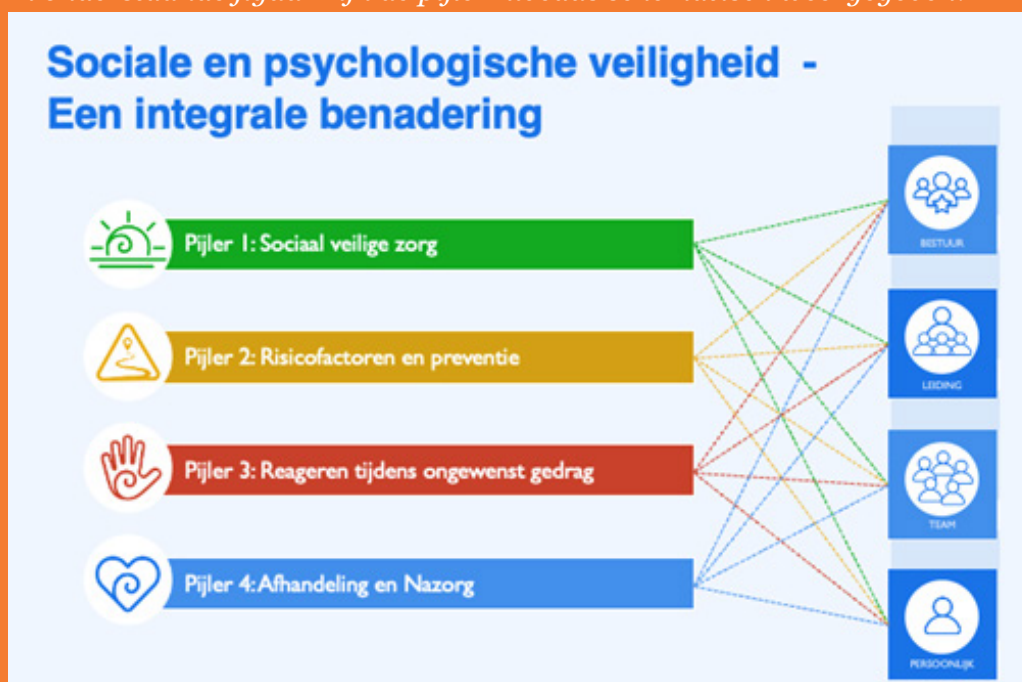 Sociale en psychologische veiligheid -
Een integrale benadering
Pijler 1: Sociaal veilige zorg
Pijler 2: Risicofactoren en preventie
Pijler 3: Reageren tijdens ongewenst gedrag
Pijler 4: Afhandeling en Nazorg
BESTUUR
LEIDING
TEAM
PERSOONLIJK